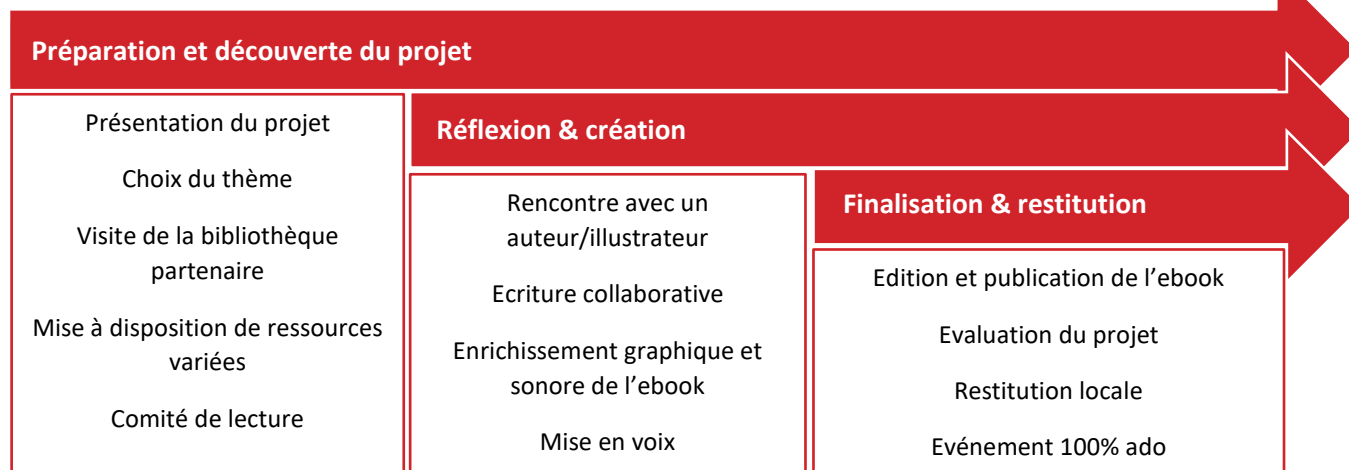 Préparation et découverte du projet
Présentation du projet
Choix du thème
Visite de la bibliothèque
partenaire
Mise à disposition de ressources
variées
Comité de lecture
Réflexion & création
Rencontre avec un
auteur/illustrateur
Ecriture collaborative
Enrichissement graphique et
sonore de l’ebook
Mise en voix
Finalisation & restitution
Edition et publication de l’ebook
Evaluation du projet
Restitution locale
Evénement 100% ado